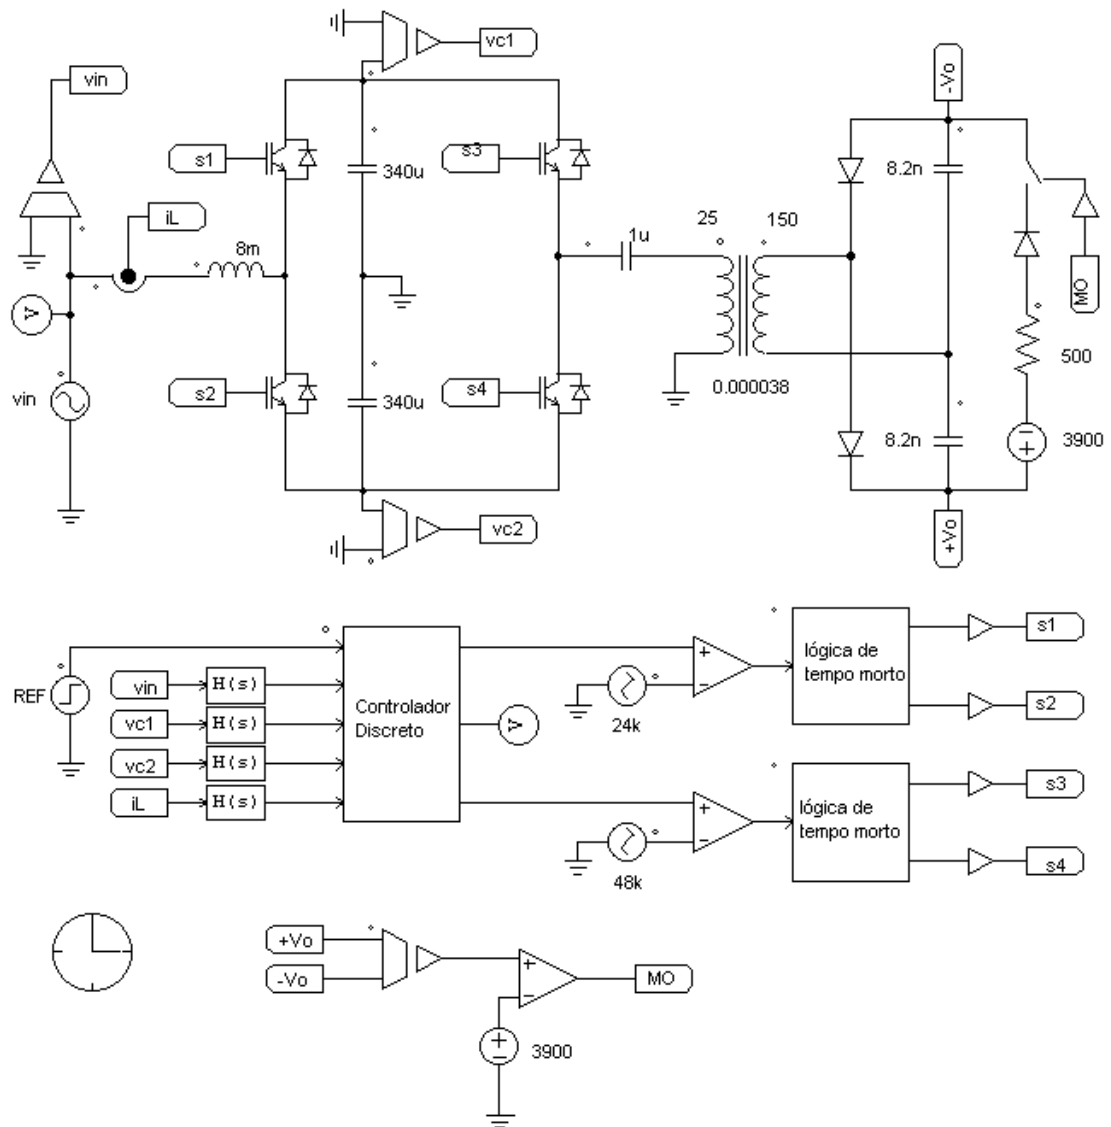 vc1
vin
-Vo
s1
s3
340u
8.2n
iL
25
150
8m
1u
MO
V
500
s2
s4
0.000038
vin
340u
8.2n
3900
vc2
+Vo
REF
vin
H(s)
vc1
H(s)
vc2
H(s)
iL
H(s)
Controlador
Discreto
V
24k
48k
lógica de
tempo morto
s1
s2
lógica de
tempo morto
s3
s4
+Vo
-Vo
MO
3900